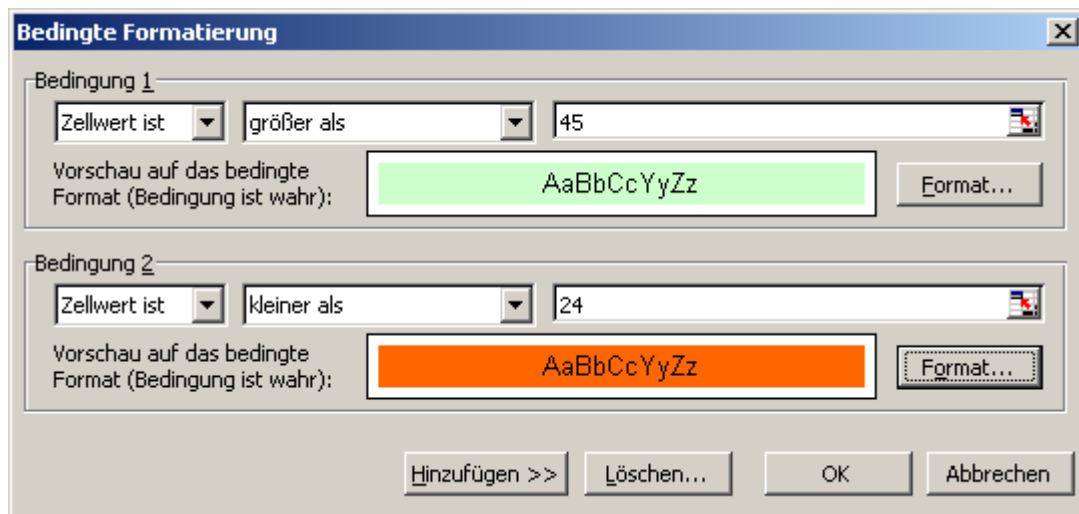 Bedingte Formatierung
Bedingung 1
Zellwert ist größer als 45
Vorschau auf das bedingte
Format (Bedingung ist wahr):
AaBbCcYyZz
Format...
Bedingung 2
Zellwert ist kleiner als 24
Vorschau auf das bedingte
Format (Bedingung ist wahr):
AaBbCcYyZz
Format...
Hinzufügen >> Löschen... OK Abbrechen